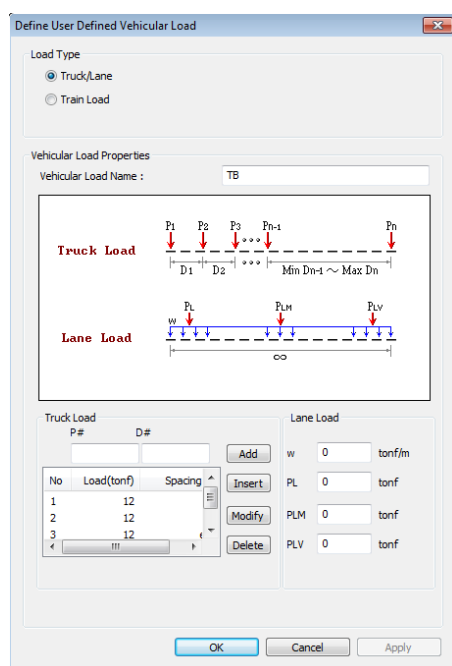 Define User Defined Vehicular Load
Load Type
Truck/Lane
Train Load
Vehicular Load Properties
Vehicular Load Name : TB
P1 P2 P3 Pn-1 Pn
Truck Load
D1 D2 Min Dn-1 ~ Max Dn
PL PLM PLV
w
Lane Load
∞
Truck Load
P# D#
Add
No Load(tonf) Spacing
Insert
1 12
2 12
Modify
3 12
Delete
Lane Load
w 0 tonf/m
PL 0 tonf
PLM 0 tonf
PLV 0 tonf
OK Cancel Apply